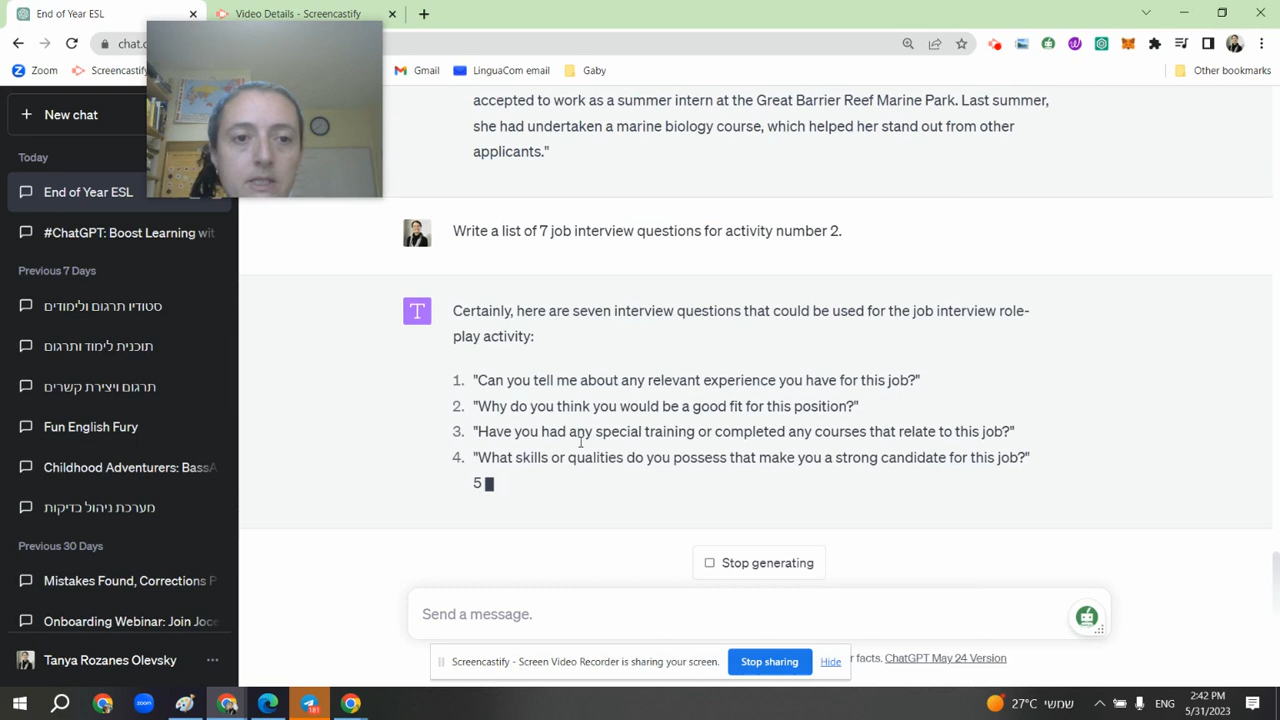 End of Year ESL
Video Details - Screencastify -
chat.c
Zoom
Screencastify
Gmail
LinguaCom email
Gaby
Other bookmarks
New chat
Today
End of Year ESL
#ChatGPT: Boost Learning wit
Previous 7 Days
סטודיו תרגום ולימודים
תוכנית לימוד ותרגום
תקציות ויצירת קשרים
Fun English Fury
Childhood Adventures: BassA
מערכת ניהול בדיקות
Previous 30 Days
Mistakes Found, Corrections P
Onboarding Webinar: Join Joce
Tanya Rozanes Olevsky
accepted to work as a summer intern at the Great Barrier Reef Marine Park. Last summer,
she had undertaken a marine biology course, which helped her stand out from other
applicants."
Write a list of 7 job interview questions for activity number 2.
T
Certainly, here are seven interview questions that could be used for the job interview role-
play activity:
1. "Can you tell me about any relevant experience you have for this job?"
2. "Why do you think you would be a good fit for this position?"
3. "Have you had any special training or completed any courses that relate to this job?"
4. "What skills or qualities do you possess that make you a strong candidate for this job?"
5
Stop generating
Send a message.
Screencastify - Screen Video Recorder is sharing your screen.
Stop sharing
Hide
r facts. ChatGPT May 24 Version
zoom
181
27°C שמשי
ENG
2:42 PM
5/31/2023